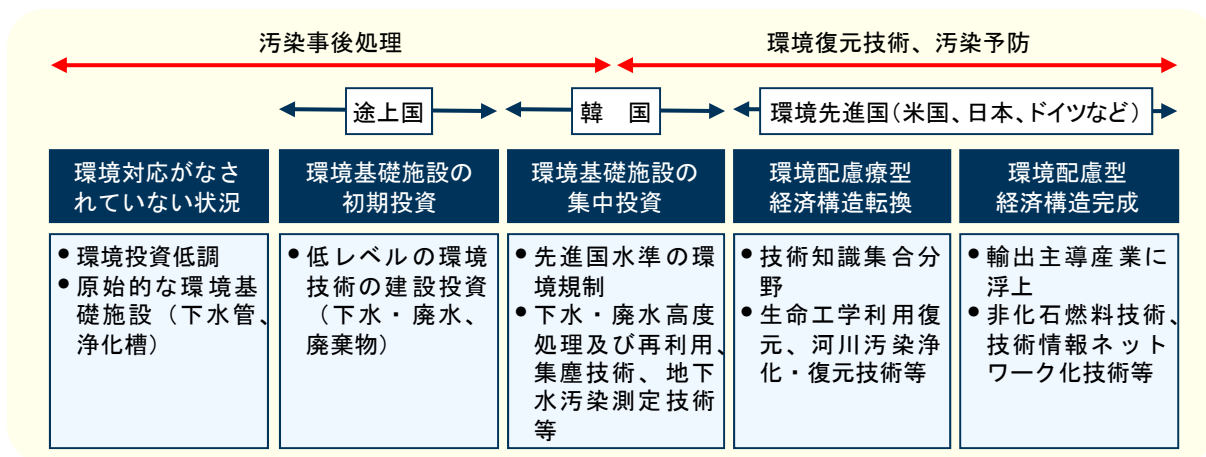 汚染事後処理
環境復元技術、汚染予防
途上国
韓　国
環境先進国(米国、日本、ドイツなど)
環境対応がなさ
れていない状況
環境基礎施設の
初期投資
環境基礎施設の
集中投資
環境配慮療型
経済構造転換
環境配慮型
経済構造完成
●環境投資低調
●原始的な環境基
礎施設（下水管、
浄化槽）
●低レベルの環境
技術の建設投資
（下水・廃水、
廃棄物）
●先進国水準の環
境規制
●下水・廃水高度
処理及び再利用、
集塵技術、地下
水汚染測定技術
等
●技術知識集合分
野
●生命工学利用復
元、河川汚染浄
化・復元技術等
●輸出主導産業に
浮上
●非化石燃料技術、
技術情報ネット
ワーク化技術等